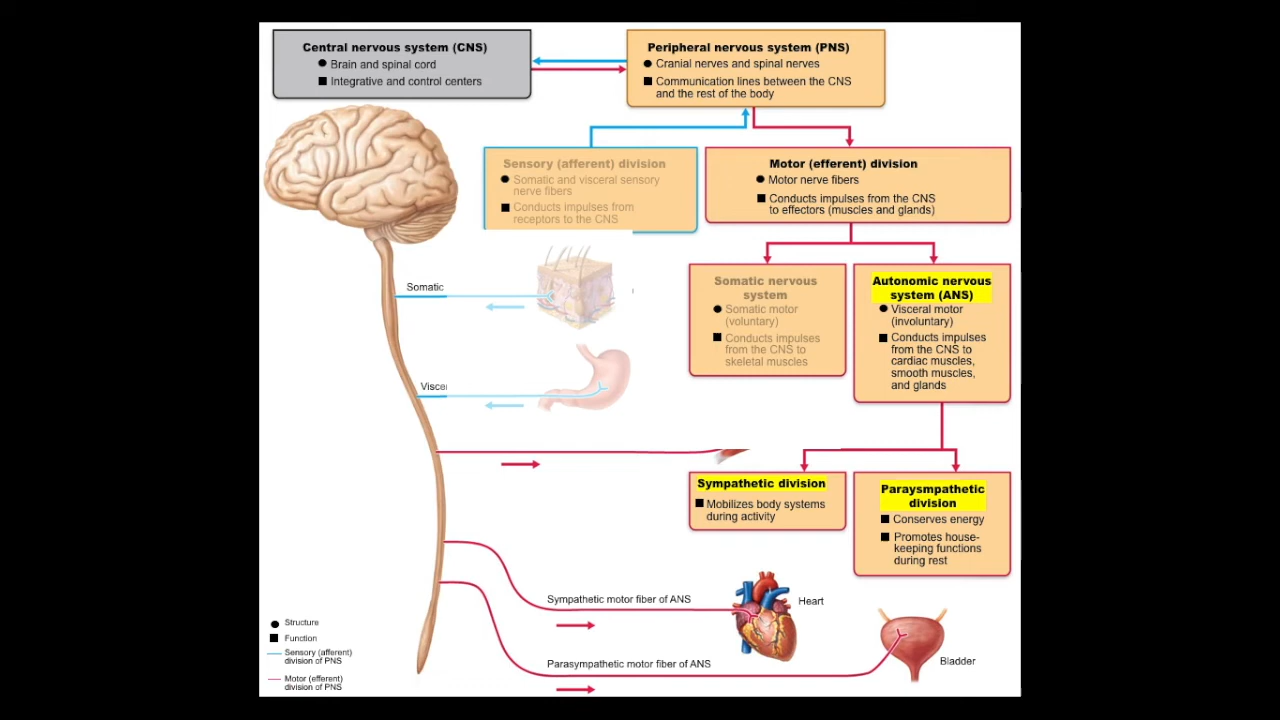 Central nervous system (CNS)
Brain and spinal cord
Integrative and control centers
Peripheral nervous system (PNS)
Cranial nerves and spinal nerves
Communication lines between the CNS
and the rest of the body
Sensory (afferent) division
Somatic and visceral sensory
nerve fibers
Conducts impulses from
receptors to the CNS
Motor (efferent) division
Motor nerve fibers
Conducts impulses from the CNS
to effectors (muscles and glands)
Somatic nervous
system
Somatic motor
(voluntary)
Conducts impulses
from the CNS to
skeletal muscles
Autonomic nervous
system (ANS)
Visceral motor
(involuntary)
Conducts impulses
from the CNS to
cardiac muscles,
smooth muscles,
and glands
Somatic
Visce
Sympathetic division
Mobilizes body systems
during activity
Paraysmpathetic
division
Conserves energy
Promotes house-
keeping functions
during rest
Sympathetic motor fiber of ANS
Heart
Parasympathetic motor fiber of ANS
Bladder
Structure
Function
Sensory (afferent)
division of PNS
Motor (efferent)
division of PNS